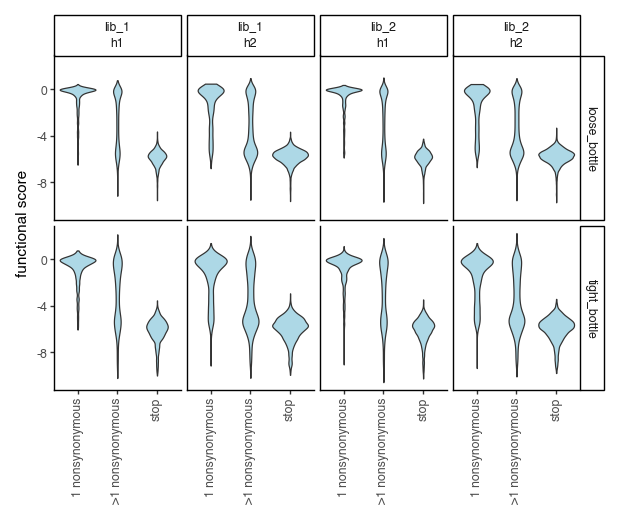 lib_1
h1
lib_1
h2
lib_2
h1
lib_2
h2
functional score
0
-4
-8
loose_bottle
0
-4
-8
tight_bottle
1 nonsynonymous
>1 nonsynonymous
stop
1 nonsynonymous
>1 nonsynonymous
stop
1 nonsynonymous
>1 nonsynonymous
stop
1 nonsynonymous
>1 nonsynonymous
stop